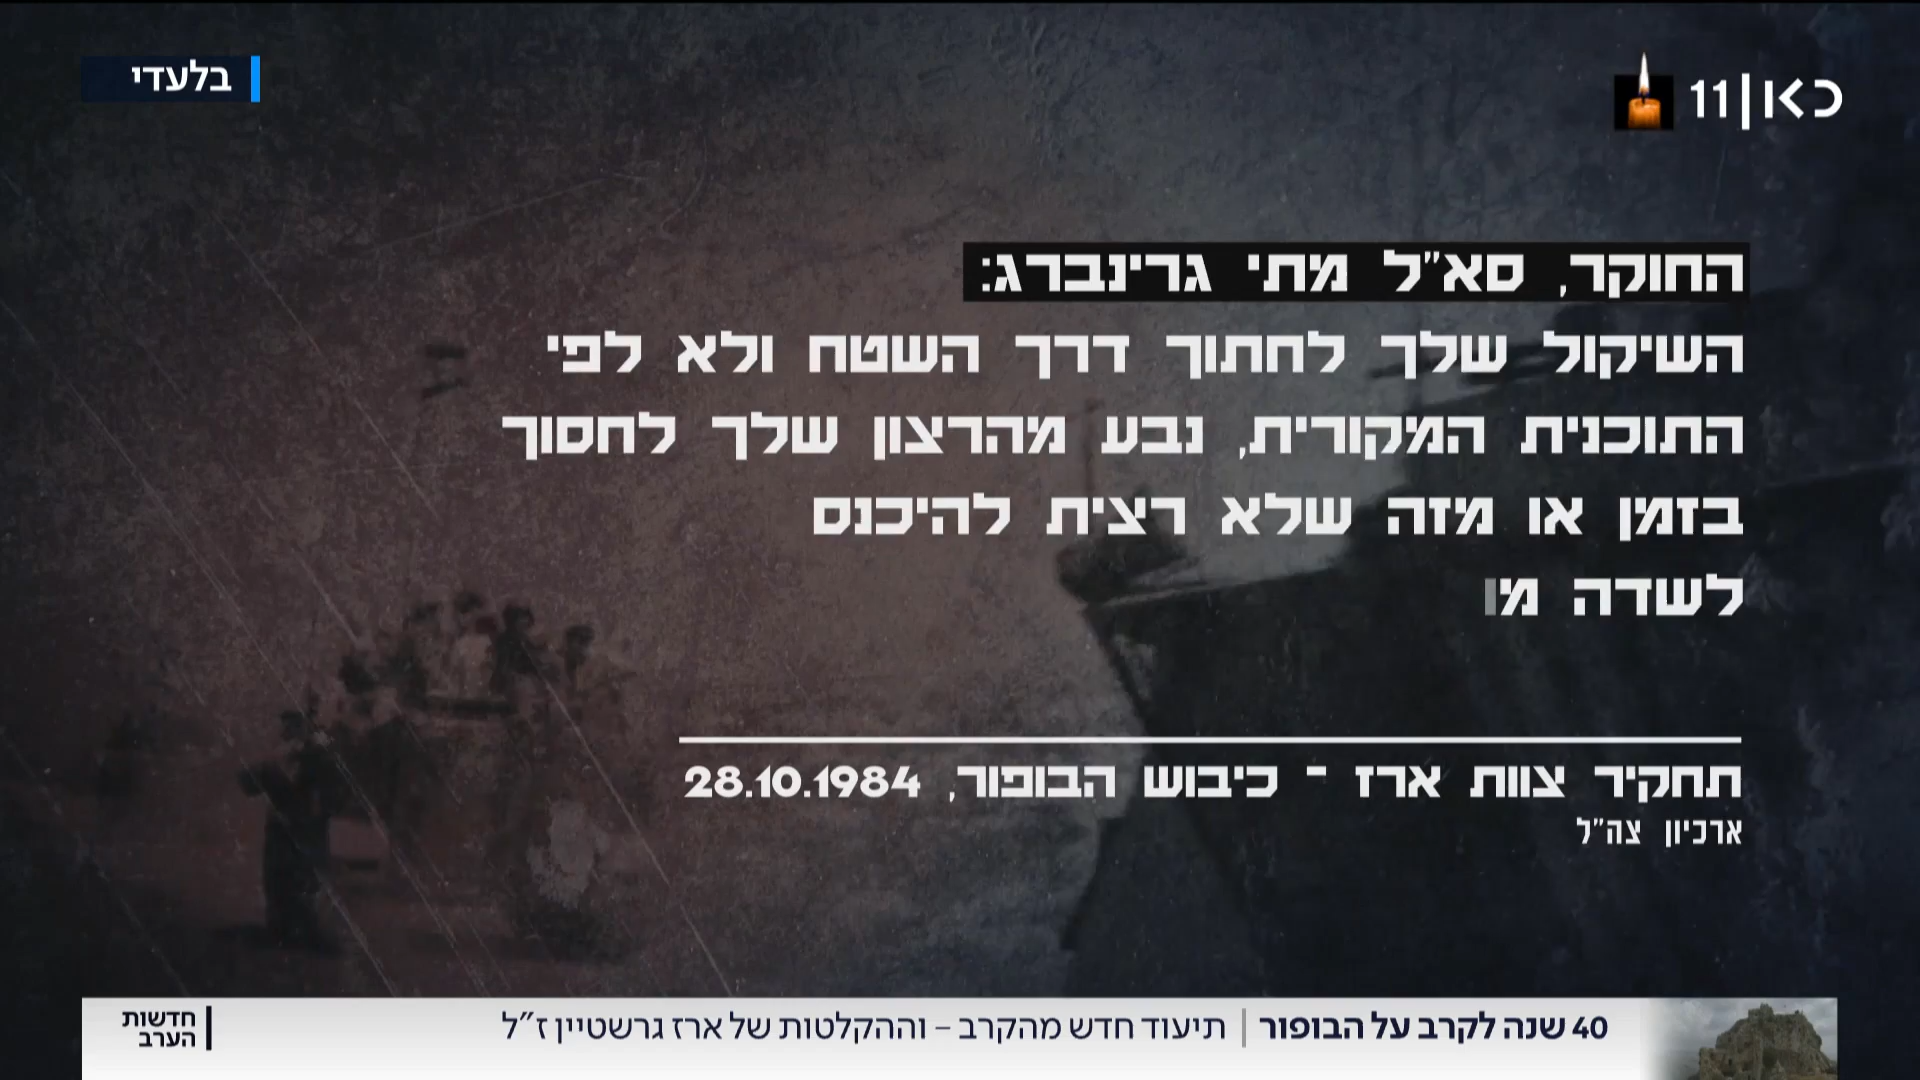 בלעדי
כאן|11
החוקר, סא"ל מתי גרינברג:
השיקול שלך לחתוך דרך השטח ולא לפי
התוכנית המקורית, נבע מהרצון שלך לחסוך
בזמן או מזה שלא רצית להיכנס
לשדה מו
תחקיר צוות ארז - כיבוש הבופור, 28.10.1984
ארכיון צה"ל
40 שנה לקרב על הבופור | תיעוד חדש מהקרב – וההקלטות של ארז גרשטיין ז"ל
חדשות
הערב